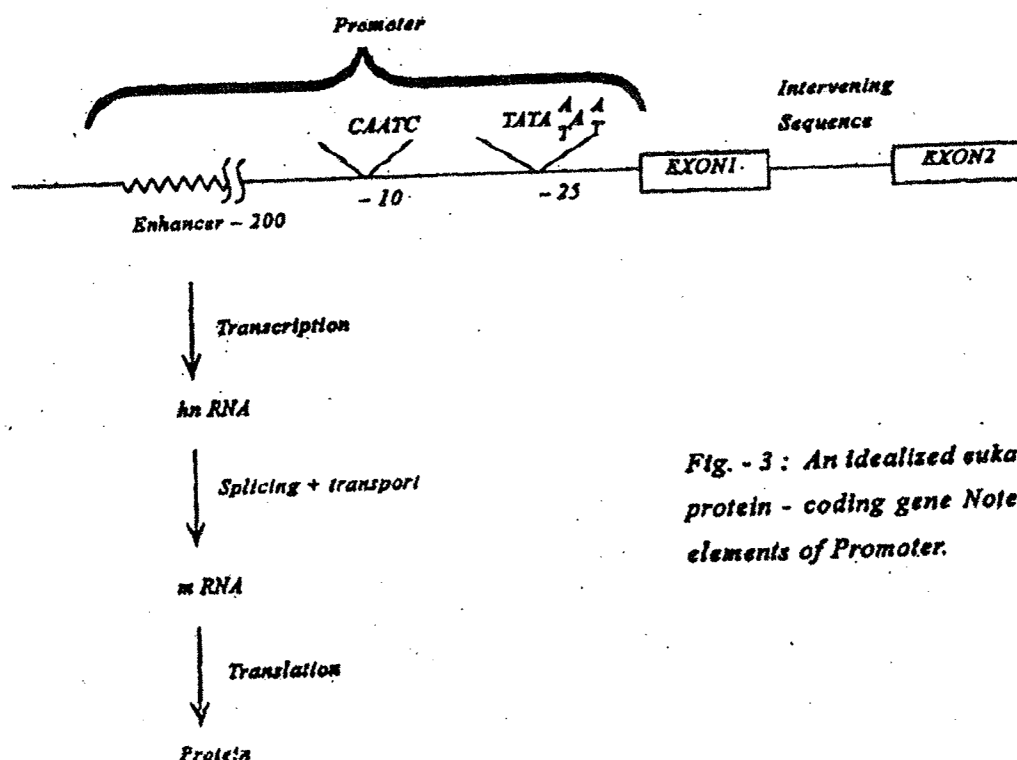 Promoter
Intervening
Sequence
CAATC
TATA A/T A A/T
EXON1
EXON2
- 10
- 25
Enhancer - 200
Transcription
hn RNA
Splicing + transport
m RNA
Translation
Protein
Fig. - 3 : An idealized euka
protein - coding gene Note
elements of Promoter.